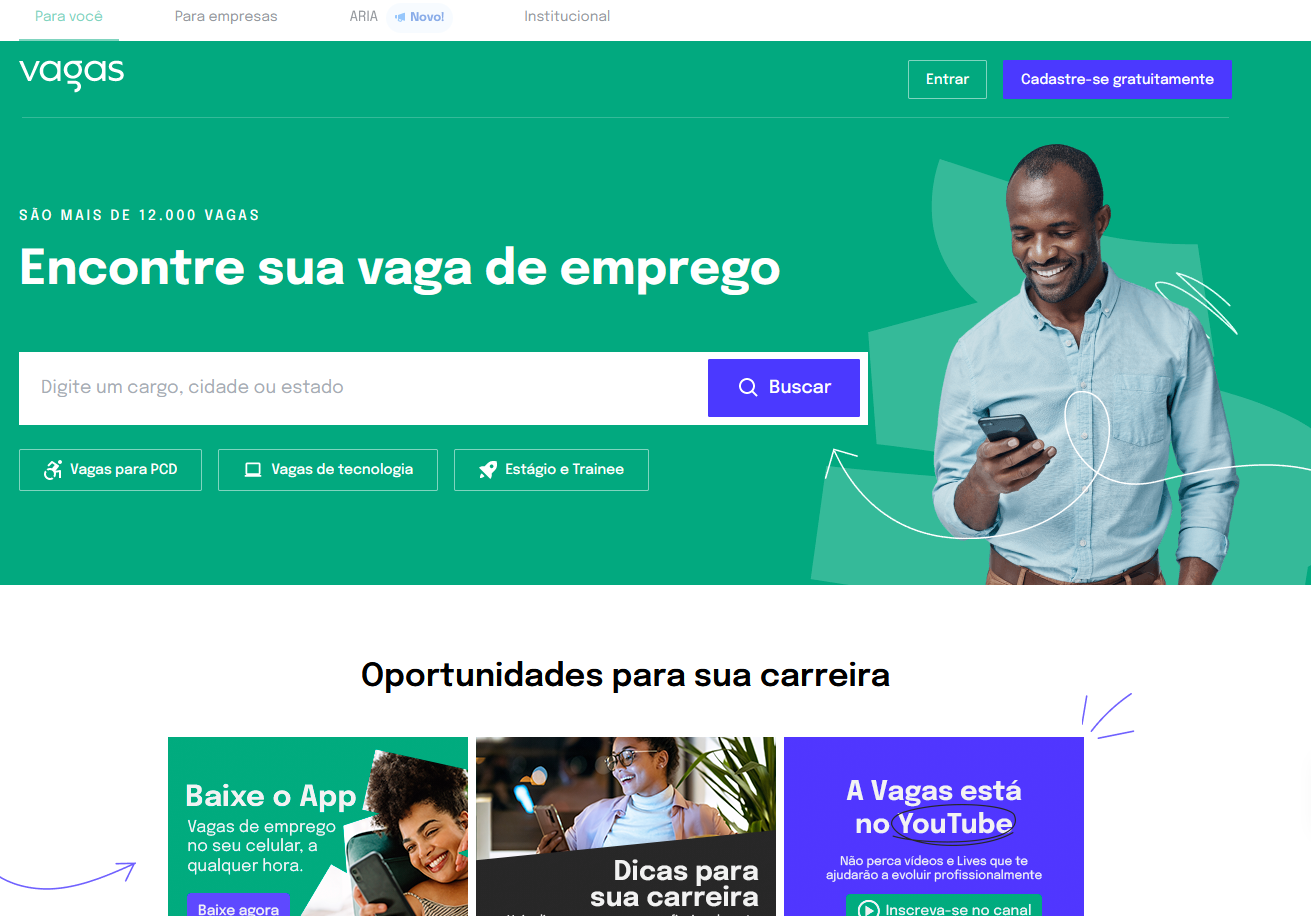 Para você
Para empresas
ARIA
Novo!
Institucional
vagas
Entrar
Cadastre-se gratuitamente
SÃO MAIS DE 12.000 VAGAS
Encontre sua vaga de emprego
Digite um cargo, cidade ou estado
Buscar
Vagas para PCD
Vagas de tecnologia
Estágio e Trainee
Oportunidades para sua carreira
Baixe o App
Vagas de emprego
no seu celular, a
qualquer hora.
Baixe agora
Dicas para
sua carreira
A Vagas está
no YouTube
Não perca vídeos e Lives que te
ajudarão a evoluir profissionalmente
Inscreva-se no canal